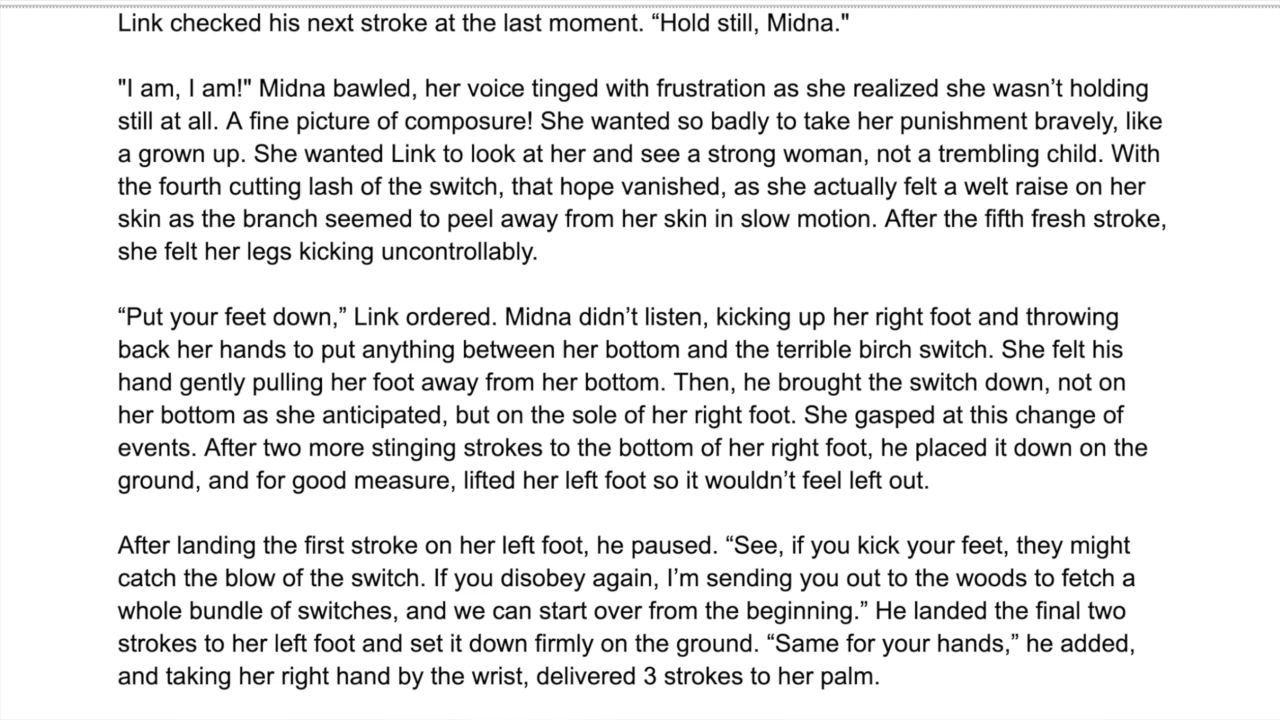 Link checked his next stroke at the last moment. “Hold still, Midna."
"I am, I am!" Midna bawled, her voice tinged with frustration as she realized she wasn’t holding
still at all. A fine picture of composure! She wanted so badly to take her punishment bravely, like
a grown up. She wanted Link to look at her and see a strong woman, not a trembling child. With
the fourth cutting lash of the switch, that hope vanished, as she actually felt a welt raise on her
skin as the branch seemed to peel away from her skin in slow motion. After the fifth fresh stroke,
she felt her legs kicking uncontrollably.
“Put your feet down,” Link ordered. Midna didn’t listen, kicking up her right foot and throwing
back her hands to put anything between her bottom and the terrible birch switch. She felt his
hand gently pulling her foot away from her bottom. Then, he brought the switch down, not on
her bottom as she anticipated, but on the sole of her right foot. She gasped at this change of
events. After two more stinging strokes to the bottom of her right foot, he placed it down on the
ground, and for good measure, lifted her left foot so it wouldn’t feel left out.
After landing the first stroke on her left foot, he paused. “See, if you kick your feet, they might
catch the blow of the switch. If you disobey again, I’m sending you out to the woods to fetch a
whole bundle of switches, and we can start over from the beginning.” He landed the final two
strokes to her left foot and set it down firmly on the ground. “Same for your hands,” he added,
and taking her right hand by the wrist, delivered 3 strokes to her palm.